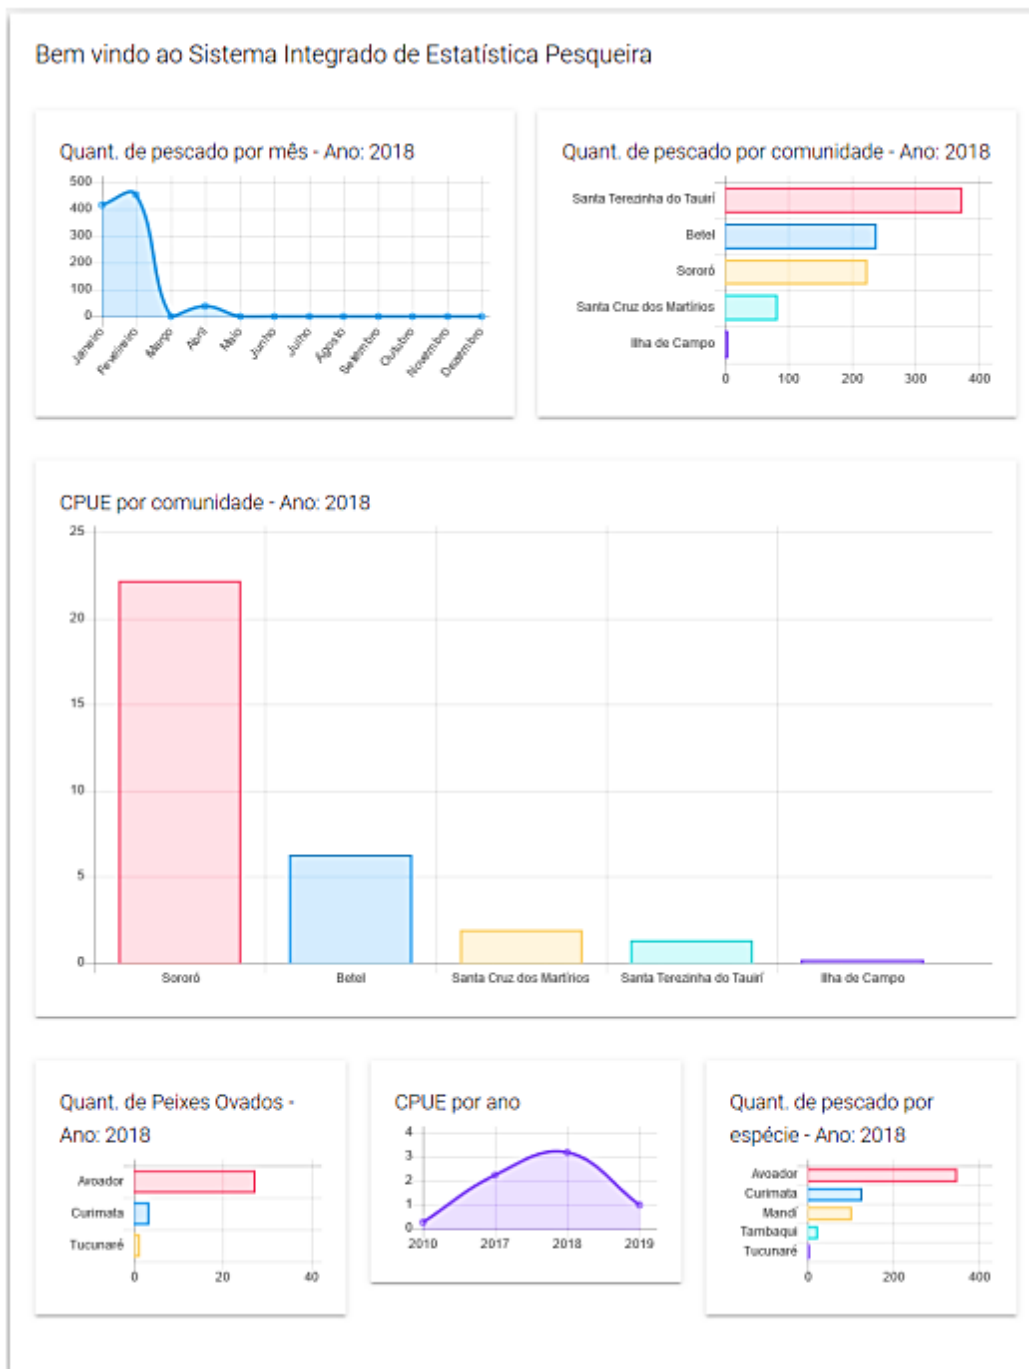 Bem vindo ao Sistema Integrado de Estatística Pesqueira
Quant. de pescado por mês - Ano: 2018
500
400
300
200
100
0
Janeiro
Fevereiro
Março
Abril
Maio
Junho
Julho
Agosto
Setembro
Outubro
Novembro
Dezembro
Quant. de pescado por comunidade - Ano: 2018
Santa Terezinha do Tauirí
Betel
Sororó
Santa Cruz dos Martírios
Ilha de Campo
0 100 200 300 400
CPUE por comunidade - Ano: 2018
25
20
15
10
5
0
Sororó Betel Santa Cruz dos Martírios Santa Terezinha do Tauirí Ilha de Campo
Quant. de Peixes Ovados -
Ano: 2018
Avoador
Curimata
Tucunaré
0 20 40
CPUE por ano
4
3
2
1
0
2010 2017 2018 2019
Quant. de pescado por
espécie - Ano: 2018
Avoador
Curimata
Mandí
Tambaqui
Tucunaré
0 200 400